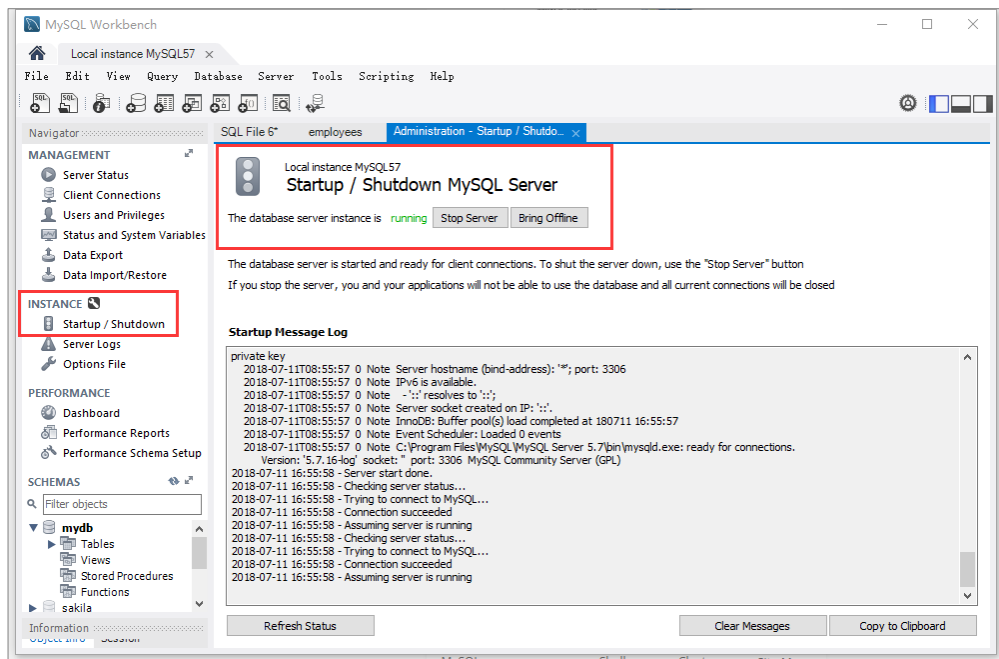 MySQL Workbench
Local instance MySQL57
File Edit View Query Database Server Tools Scripting Help
Navigator
MANAGEMENT
Server Status
Client Connections
Users and Privileges
Status and System Variables
Data Export
Data Import/Restore
INSTANCE
Startup / Shutdown
Server Logs
Options File
PERFORMANCE
Dashboard
Performance Reports
Performance Schema Setup
SCHEMAS
Filter objects
mydb
Tables
Views
Stored Procedures
Functions
sakila
Information
Object Info Session
SQL File 6* employees Administration - Startup / Shutdo...
Local instance MySQL57
Startup / Shutdown MySQL Server
The database server instance is running Stop Server Bring Offline
The database server is started and ready for client connections. To shut the server down, use the "Stop Server" button
If you stop the server, you and your applications will not be able to use the database and all current connections will be closed
Startup Message Log
private key
2018-07-11T08:55:57 0 Note Server hostname (bind-address): '*'; port: 3306
2018-07-11T08:55:57 0 Note IPv6 is available.
2018-07-11T08:55:57 0 Note - '::' resolves to '::';
2018-07-11T08:55:57 0 Note Server socket created on IP: '::'.
2018-07-11T08:55:57 0 Note InnoDB: Buffer pool(s) load completed at 180711 16:55:57
2018-07-11T08:55:57 0 Note Event Scheduler: Loaded 0 events
2018-07-11T08:55:57 0 Note C:\Program Files\MySQL\MySQL Server 5.7\bin\mysqld.exe: ready for connections.
Version: '5.7.16-log' socket: '' port: 3306 MySQL Community Server (GPL)
2018-07-11 16:55:58 - Server start done.
2018-07-11 16:55:58 - Checking server status...
2018-07-11 16:55:58 - Trying to connect to MySQL...
2018-07-11 16:55:58 - Connection succeeded
2018-07-11 16:55:58 - Assuming server is running
2018-07-11 16:55:58 - Checking server status...
2018-07-11 16:55:58 - Trying to connect to MySQL...
2018-07-11 16:55:58 - Connection succeeded
2018-07-11 16:55:58 - Assuming server is running
Refresh Status Clear Messages Copy to Clipboard